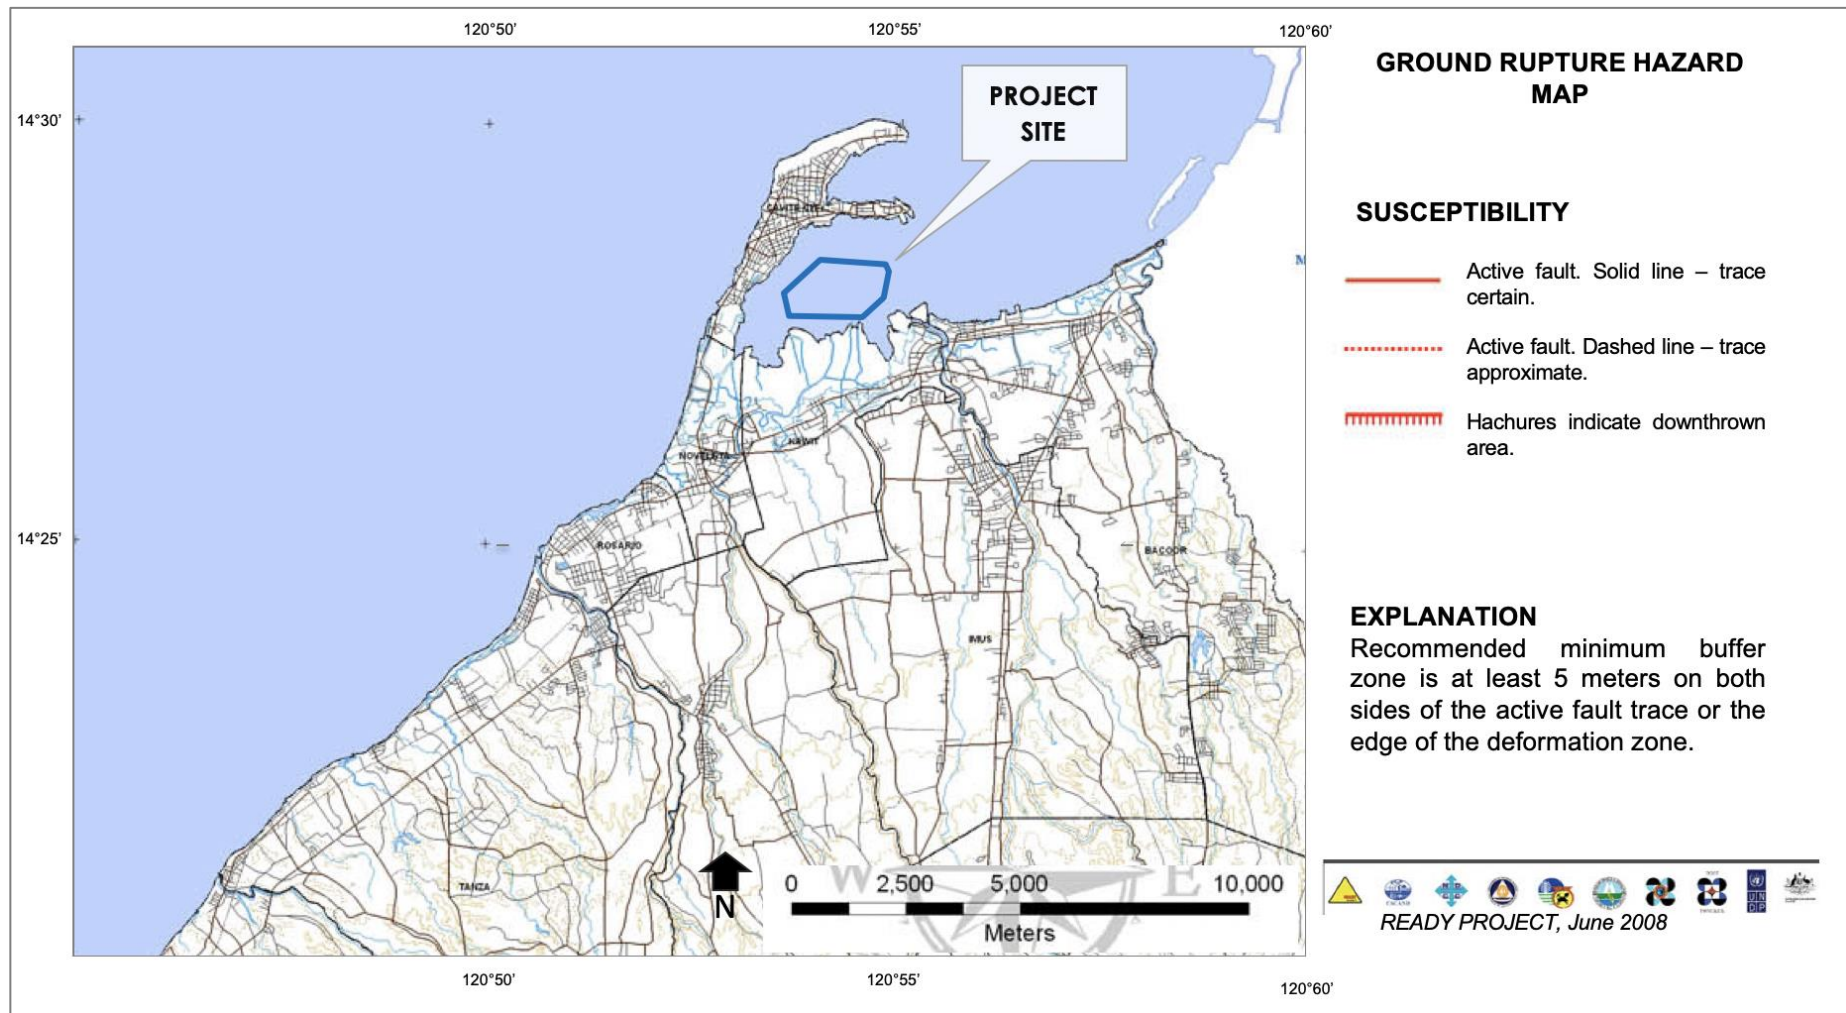 120°50'
120°55'
120°60'
GROUND RUPTURE HAZARD
MAP
PROJECT
SITE
14°30'
CAVITE CITY
SUSCEPTIBILITY
M
Active fault. Solid line – trace
certain.
Active fault. Dashed line – trace
approximate.
Hachures indicate downthrown
area.
KAWIT
NOVELETA
14°25'
ROSARIO
BACOOR
IMUS
EXPLANATION
Recommended minimum buffer
zone is at least 5 meters on both
sides of the active fault trace or the
edge of the deformation zone.
TANZA
N
W
E
0 2,500 5,000 10,000
Meters
READY PROJECT, June 2008
120°50'
120°55'
120°60'